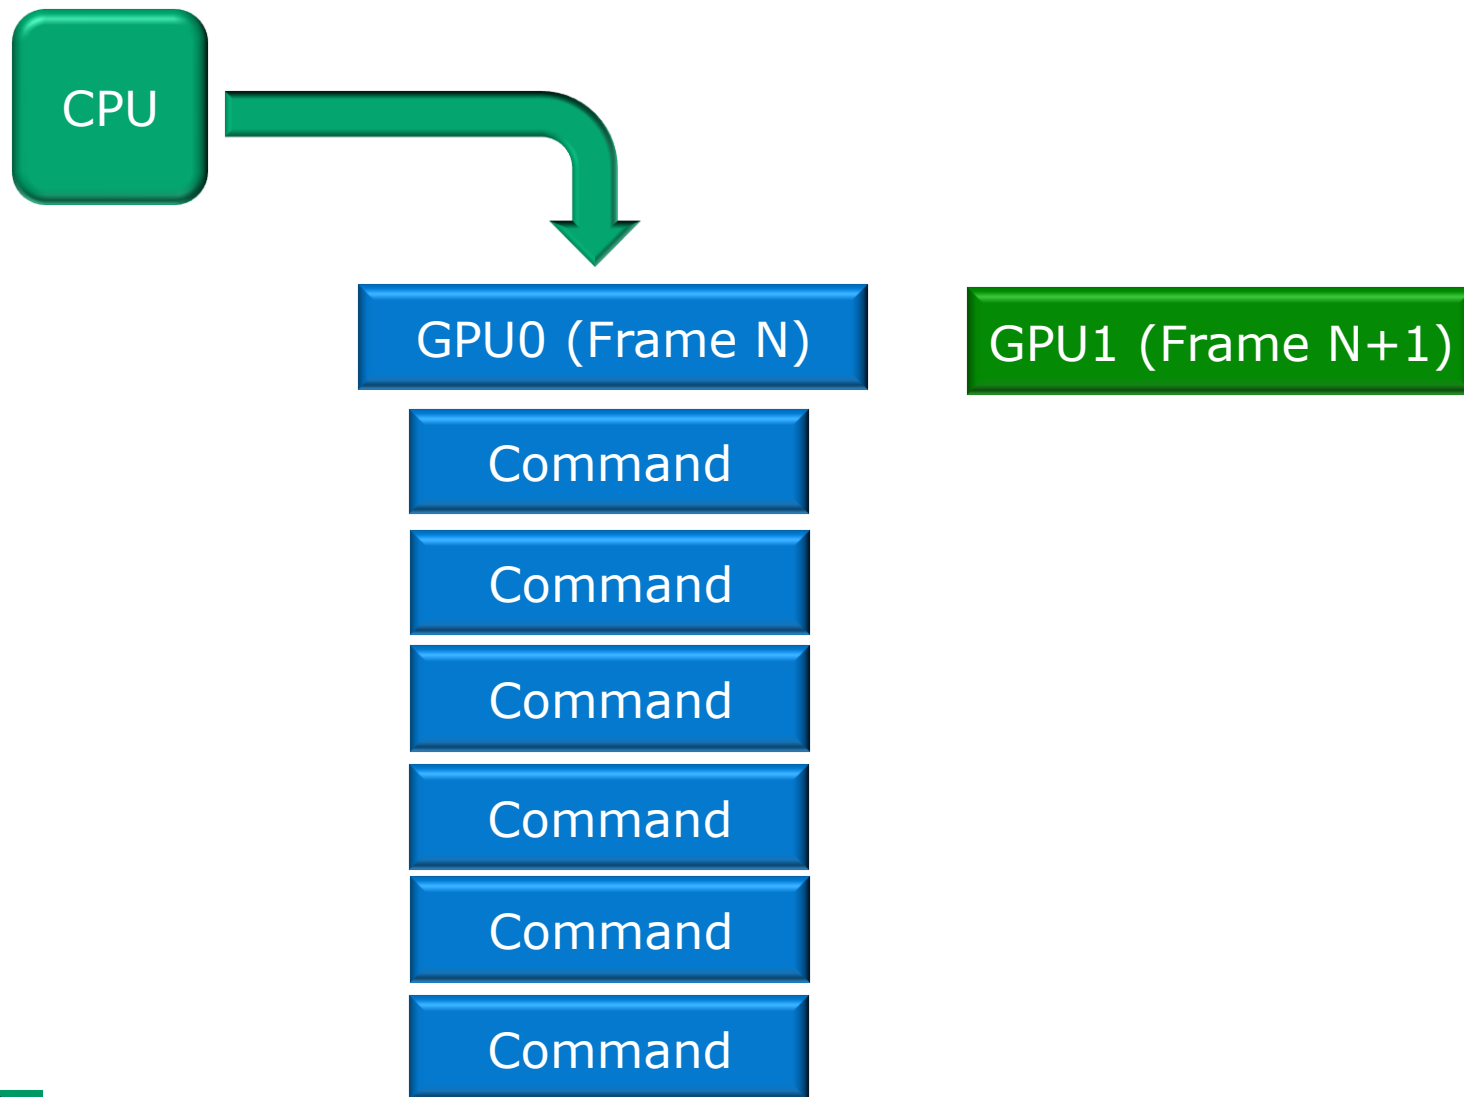 CPU
GPU0 (Frame N)
GPU1 (Frame N+1)
Command
Command
Command
Command
Command
Command